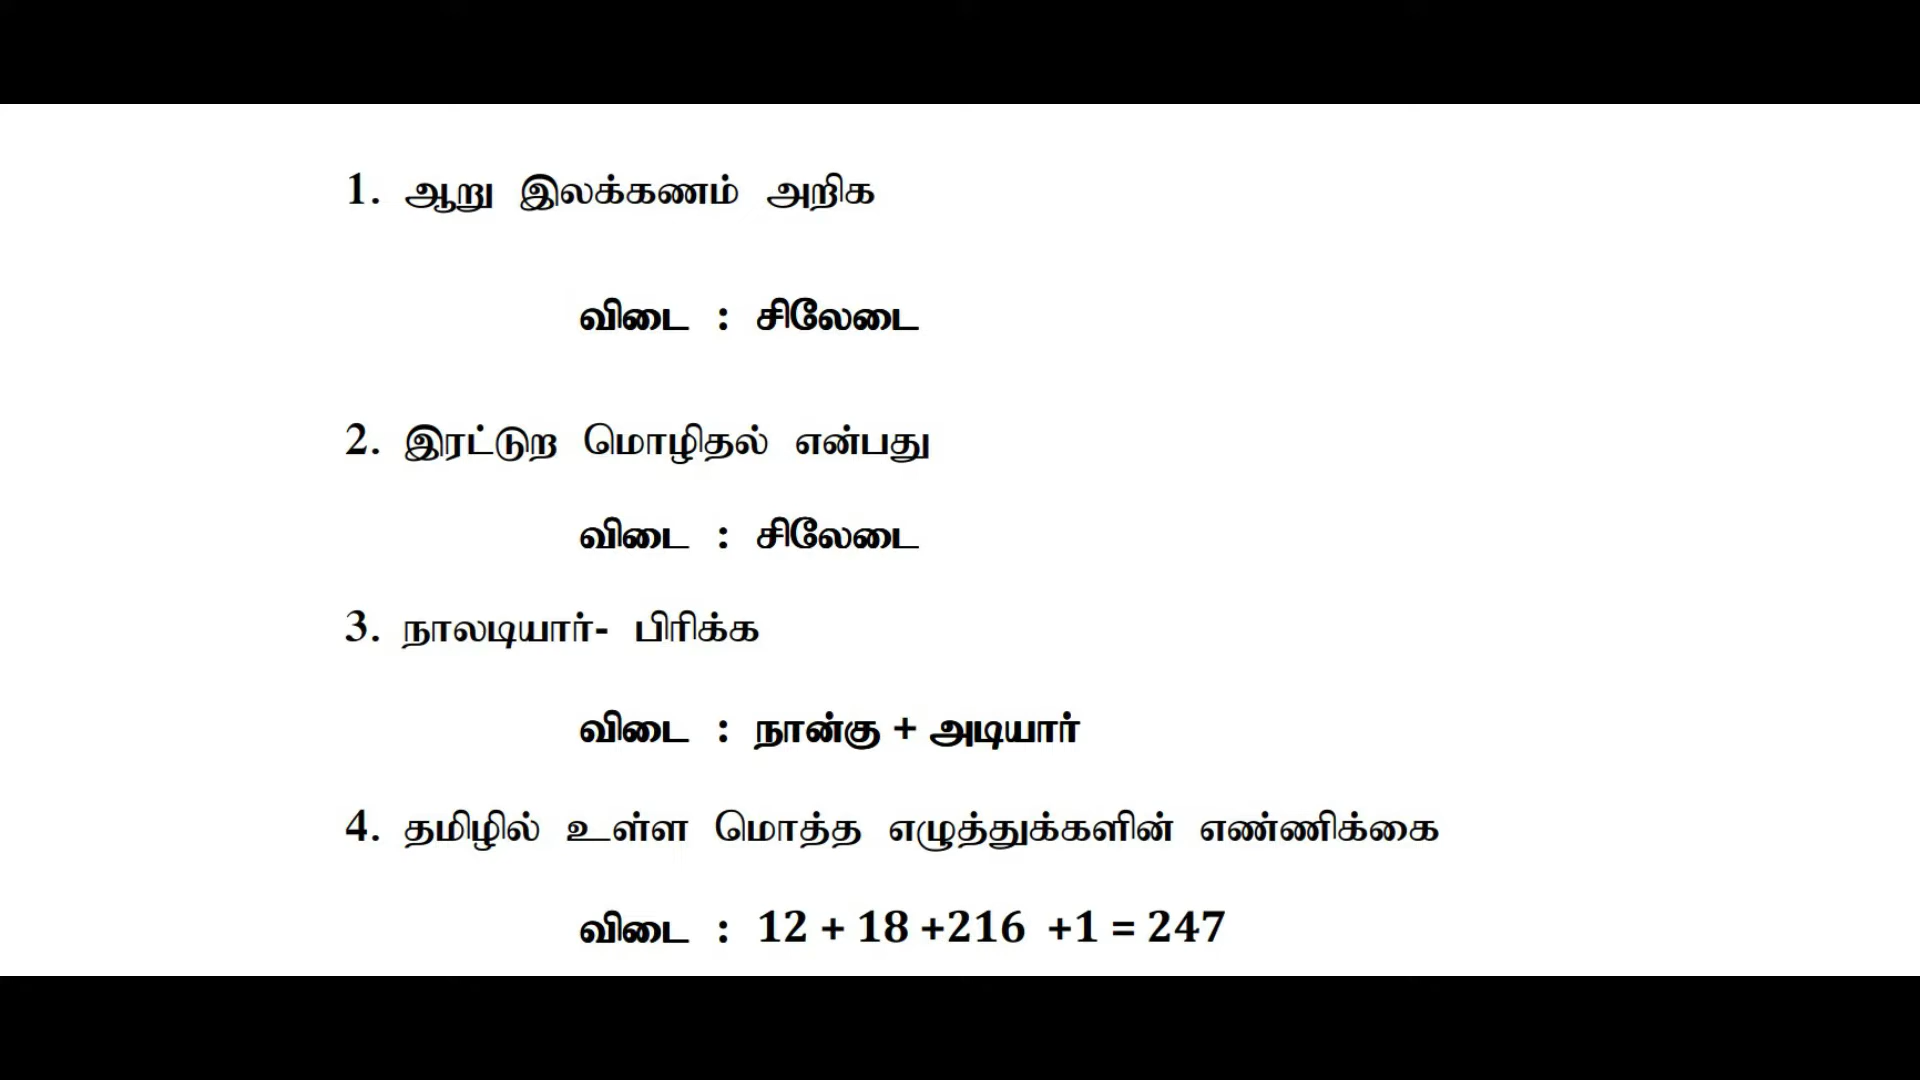 1. ஆறு இலக்கணம் அறிக
விடை : சிலேடை
2. இரட்டுற மொழிதல் என்பது
விடை : சிலேடை
3. நாலடியார்- பிரிக்க
விடை : நான்கு + அடியார்
4. தமிழில் உள்ள மொத்த எழுத்துக்களின் எண்ணிக்கை
விடை : 12 + 18 +216 +1 = 247